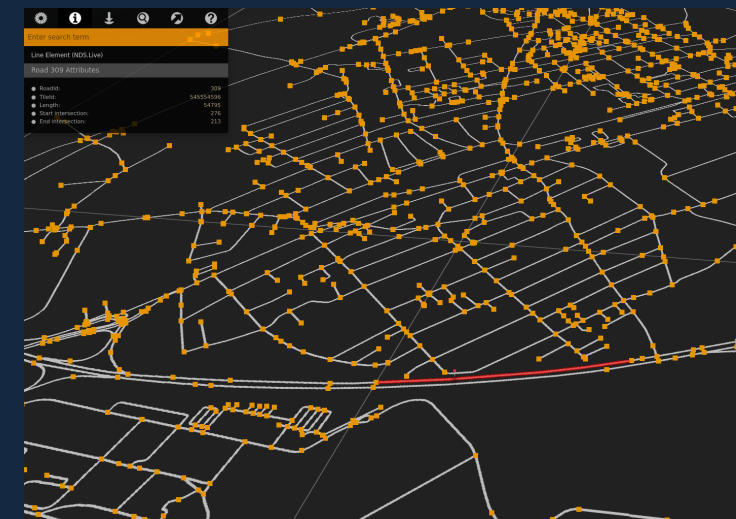 Enter search term
Line Element (NDS.Live)
Road 309 Attributes
RoadId: 309
TileId: 545554596
Length: 54795
Start Intersection: 276
End Intersection: 213